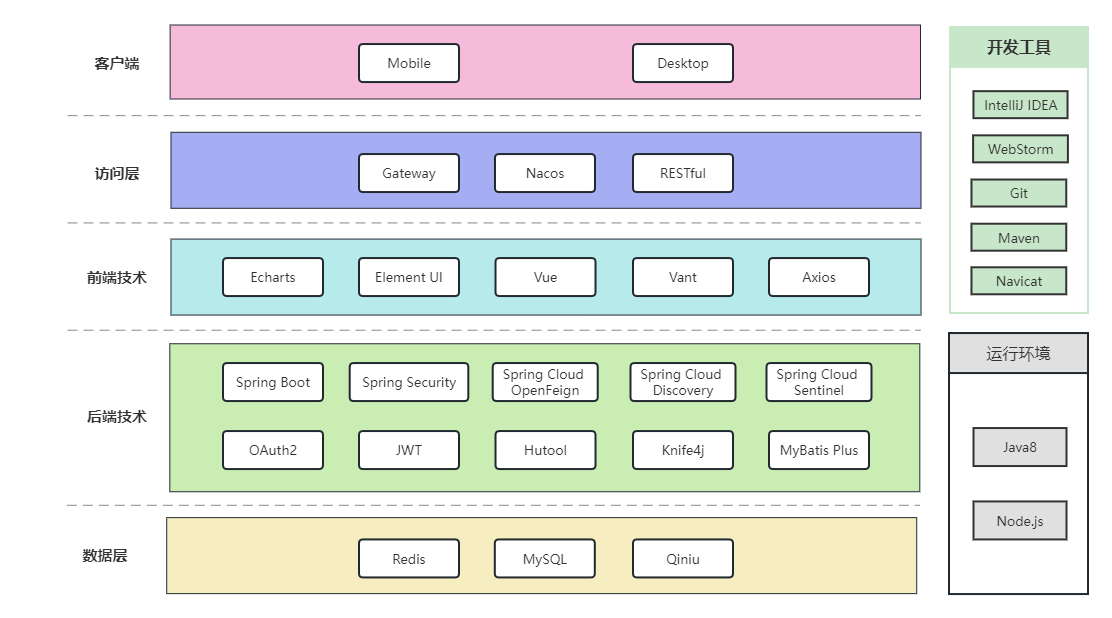 客户端
Mobile
Desktop
访问层
Gateway
Nacos
RESTful
前端技术
Echarts
Element UI
Vue
Vant
Axios
后端技术
Spring Boot
Spring Security
Spring Cloud
OpenFeign
Spring Cloud
Discovery
Spring Cloud
Sentinel
OAuth2
JWT
Hutool
Knife4j
MyBatis Plus
数据层
Redis
MySQL
Qiniu
开发工具
IntelliJ IDEA
WebStorm
Git
Maven
Navicat
运行环境
Java8
Node.js